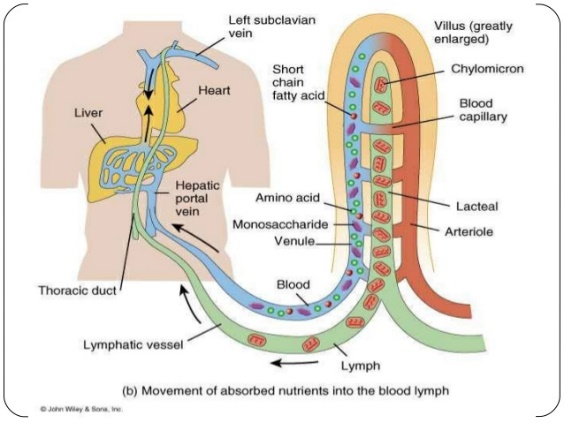 Left subclavian
vein
Heart
Liver
Hepatic
portal
vein
Thoracic duct
Lymphatic vessel
Villus (greatly
enlarged)
Short
chain
fatty acid
Chylomicron
Blood
capillary
Amino acid
Monosaccharide
Venule
Lacteal
Arteriole
Blood
Lymph
(b) Movement of absorbed nutrients into the blood lymph
© John Wiley & Sons, Inc.